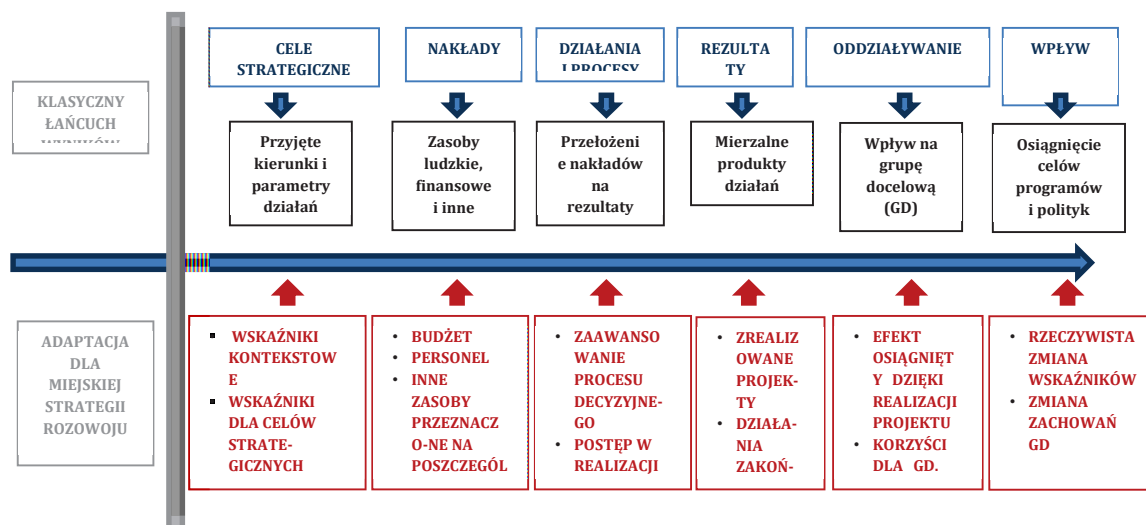 CELE
STRATEGICZNE
NAKŁADY
DZIAŁANIA
I PROCESY
REZULTA
TY
ODDZIAŁYWANIE
WPŁYW
KLASYCZNY
ŁAŃCUCH
WYNIKÓW
Przyjęte
kierunki i
parametry
działań
Zasoby
ludzkie,
finansowe
i inne
Przełożeni
e nakładów
na
rezultaty
Mierzalne
produkty
działań
Wpływ na
grupę
docelową
(GD)
Osiągnięcie
celów
programów
i polityk
ADAPTACJA
DLA
MIEJSKIEJ
STRATEGII
ROZOWOJU
▪ WSKAŹNIKI
KONTEKSTOW
E
▪ WSKAŹNIKI
DLA CELÓW
STRATE-
GICZNYCH
• BUDŻET
• PERSONEL
• INNE
ZASOBY
PRZEZNACZ
O-NE NA
POSZCZEGÓL
• ZAAWANSO
WANIE
PROCESU
DECYZYJNE-
GO
• POSTĘP W
REALIZACJI
• ZREALIZ
OWANE
PROJEK-
TY
• DZIAŁA-
NIA
ZAKOŃ-
• EFEKT
OSIĄGNIĘT
Y DZIĘKI
REALIZACJI
PROJEKTU
• KORZYŚCI
DLA GD.
• RZECZYWISTA
ZMIANA
WSKAŹNIKÓW
• ZMIANA
ZACHOWAŃ
GD